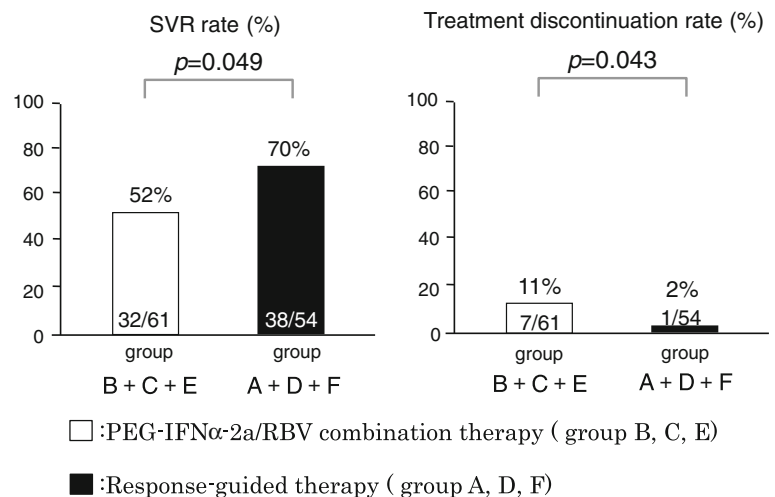 SVR rate (%)
p=0.049
100
80
60
40
20
0
52%
70%
32/61
38/54
group
group
B + C + E
A + D + F
Treatment discontinuation rate (%)
p=0.043
100
80
60
40
20
0
11%
2%
7/61
1/54
group
group
B + C + E
A + D + F
:PEG-IFNα-2a/RBV combination therapy ( group B, C, E)
:Response-guided therapy ( group A, D, F)